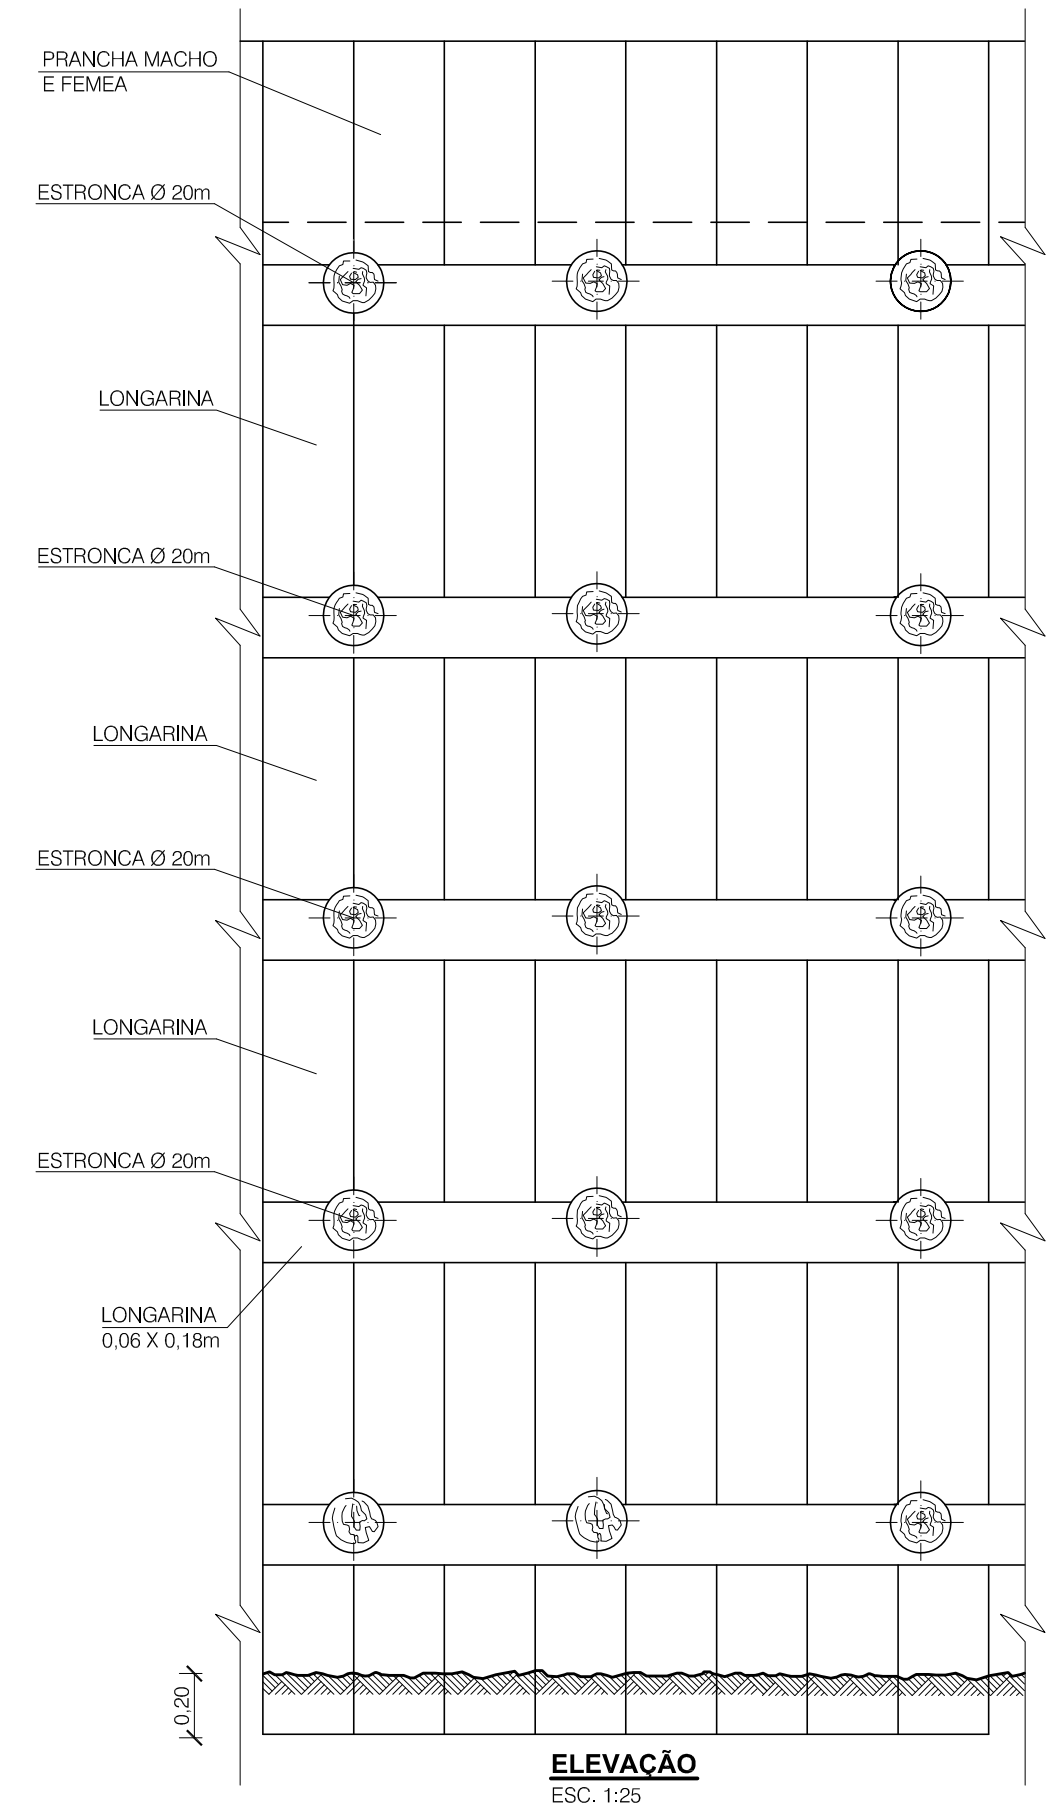 PRANCHA MACHO
E FEMEA
ESTRONCA Ø 20m
LONGARINA
ESTRONCA Ø 20m
LONGARINA
ESTRONCA Ø 20m
LONGARINA
ESTRONCA Ø 20m
LONGARINA
0,06 X 0,18m
0,20
ELEVAÇÃO
ESC. 1:25